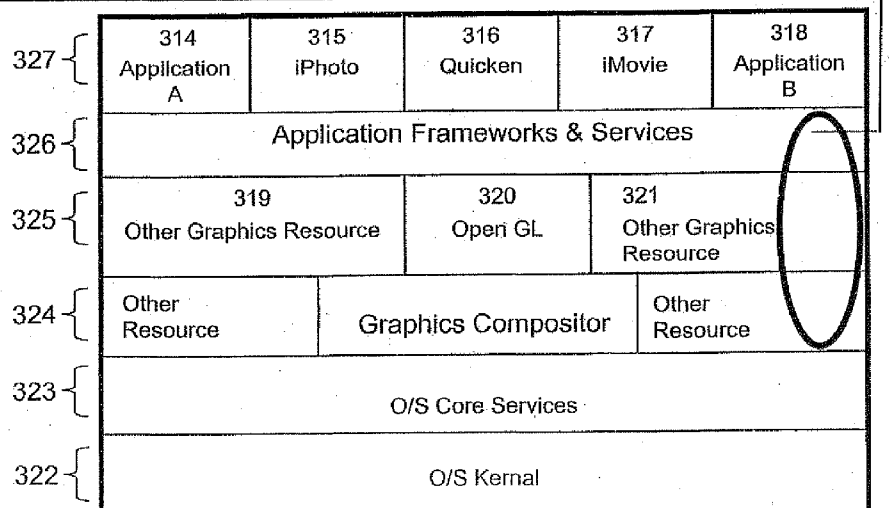 327
314
Application
A
315
iPhoto
316
Quicken
317
iMovie
318
Application
B
326
Application Frameworks & Services
325
319
Other Graphics Resource
320
Open GL
321
Other Graphics
Resource
324
Other
Resource
Graphics Compositor
Other
Resource
323
O/S Core Services
322
O/S Kernal